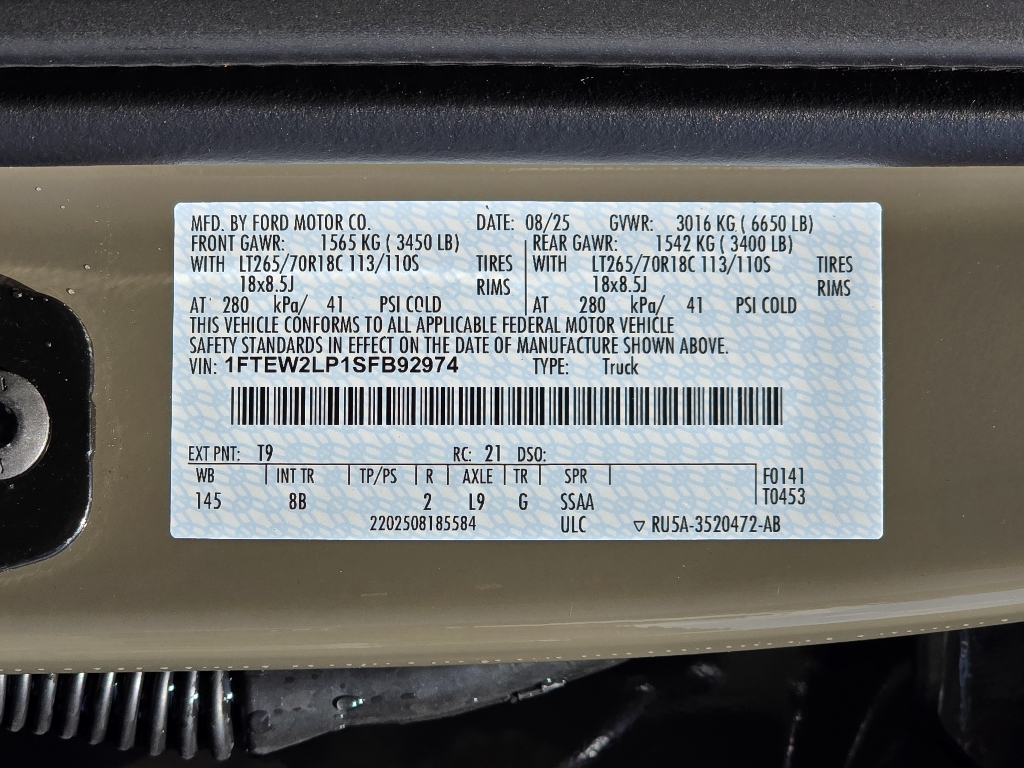 MFD. BY FORD MOTOR CO. DATE: 08/25 GVWR: 3016 KG ( 6650 LB)
FRONT GAWR: 1565 KG ( 3450 LB) REAR GAWR: 1542 KG ( 3400 LB)
WITH LT265/70R18C 113/110S TIRES WITH LT265/70R18C 113/110S TIRES
18x8.5J RIMS 18x8.5J RIMS
AT 280 kPa/ 41 PSI COLD AT 280 kPa/ 41 PSI COLD
THIS VEHICLE CONFORMS TO ALL APPLICABLE FEDERAL MOTOR VEHICLE
SAFETY STANDARDS IN EFFECT ON THE DATE OF MANUFACTURE SHOWN ABOVE.
VIN: 1FTEW2LP1SFB92974 TYPE: Truck
EXT PNT: T9 RC: 21 DSO:
WB INT TR TP/PS R AXLE TR SPR F0141
145 8B 2 L9 G SSAA T0453
2202508185584 ULC ▽ RU5A-3520472-AB